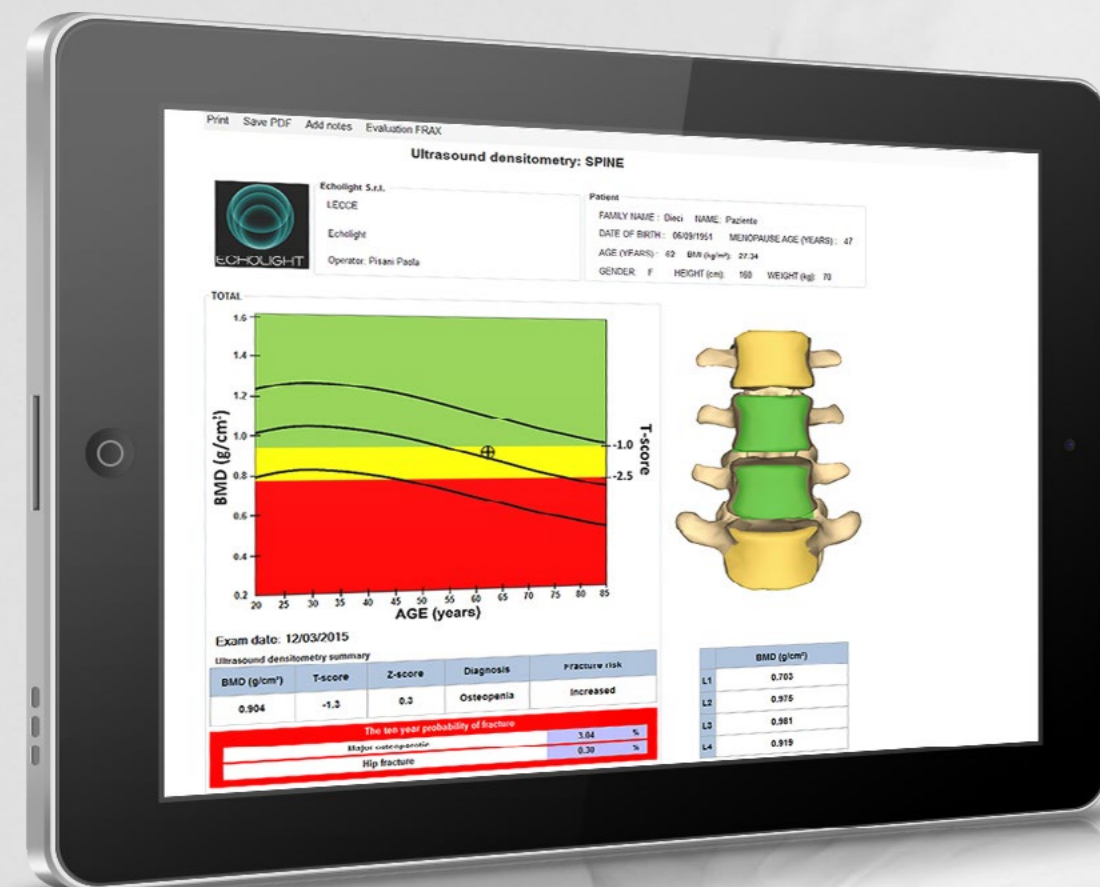 Print Save PDF Add notes Evaluation FRAX
Ultrasound densitometry: SPINE
ECHOLIGHT
Echolight S.r.l.
LECCE
Echolight
Operator: Pisani Paola
Patient
FAMILY NAME : Dieci NAME: Paziente
DATE OF BIRTH : 06/09/1951 MENOPAUSE AGE (YEARS) : 47
AGE (YEARS) : 62 BMI (kg/m²): 27.34
GENDER: F HEIGHT (cm): 160 WEIGHT (kg): 70
TOTAL
BMD (g/cm²)
1.6
1.4
1.2
1.0
0.8
0.6
0.4
0.2
20 25 30 35 40 45 50 55 60 65 70 75 80 85
AGE (years)
-1.0
-2.5
T-score
Exam date: 12/03/2015
Ultrasound densitometry summary
BMD (g/cm²) T-score Z-score Diagnosis Fracture risk
0.904 -1.3 0.3 Osteopenia Increased
The ten year probability of fracture
Major osteoporotic 3.04 %
Hip fracture 0.30 %
BMD (g/cm²)
L1 0.703
L2 0.975
L3 0.981
L4 0.919